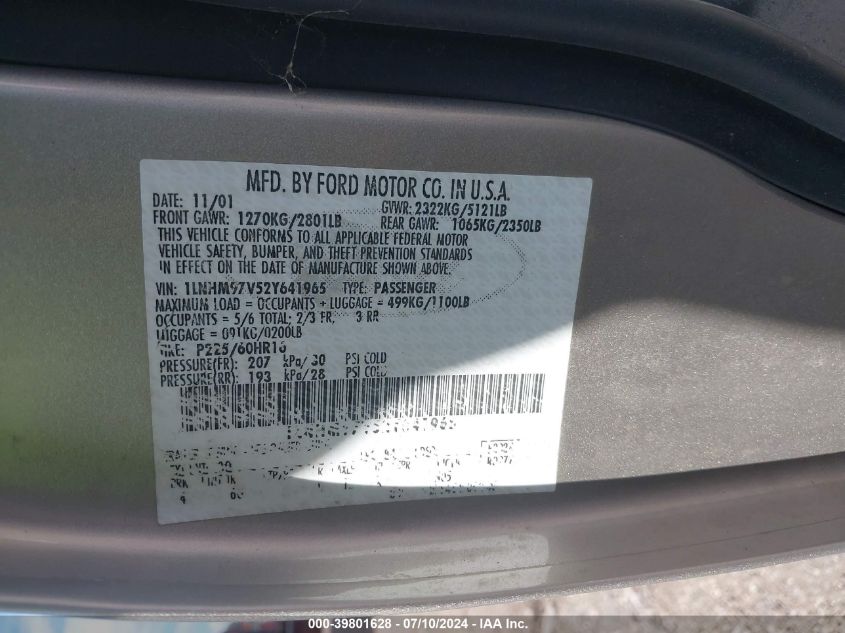 MFD. BY FORD MOTOR CO. IN U.S.A.
DATE: 11/01 GVWR: 2322KG/5121LB
FRONT GAWR: 1270KG/2801LB REAR GAWR: 1065KG/2350LB
THIS VEHICLE CONFORMS TO ALL APPLICABLE FEDERAL MOTOR
VEHICLE SAFETY, BUMPER, AND THEFT PREVENTION STANDARDS
IN EFFECT ON THE DATE OF MANUFACTURE SHOWN ABOVE.
VIN: 1LNHM97V52Y641965 TYPE: PASSENGER
MAXIMUM LOAD = OCCUPANTS + LUGGAGE = 499KG/1100LB
OCCUPANTS = 5/6 TOTAL; 2/3 FR, 3 RR
LUGGAGE = 091KG/0200LB
TIRE: P225/60HR16
PRESSURE(FR) 207 kPa/30 PSI COLD
PRESSURE(RR) 193 kPa/28 PSI COLD
000-39801628 - 07/10/2024 - IAA Inc.